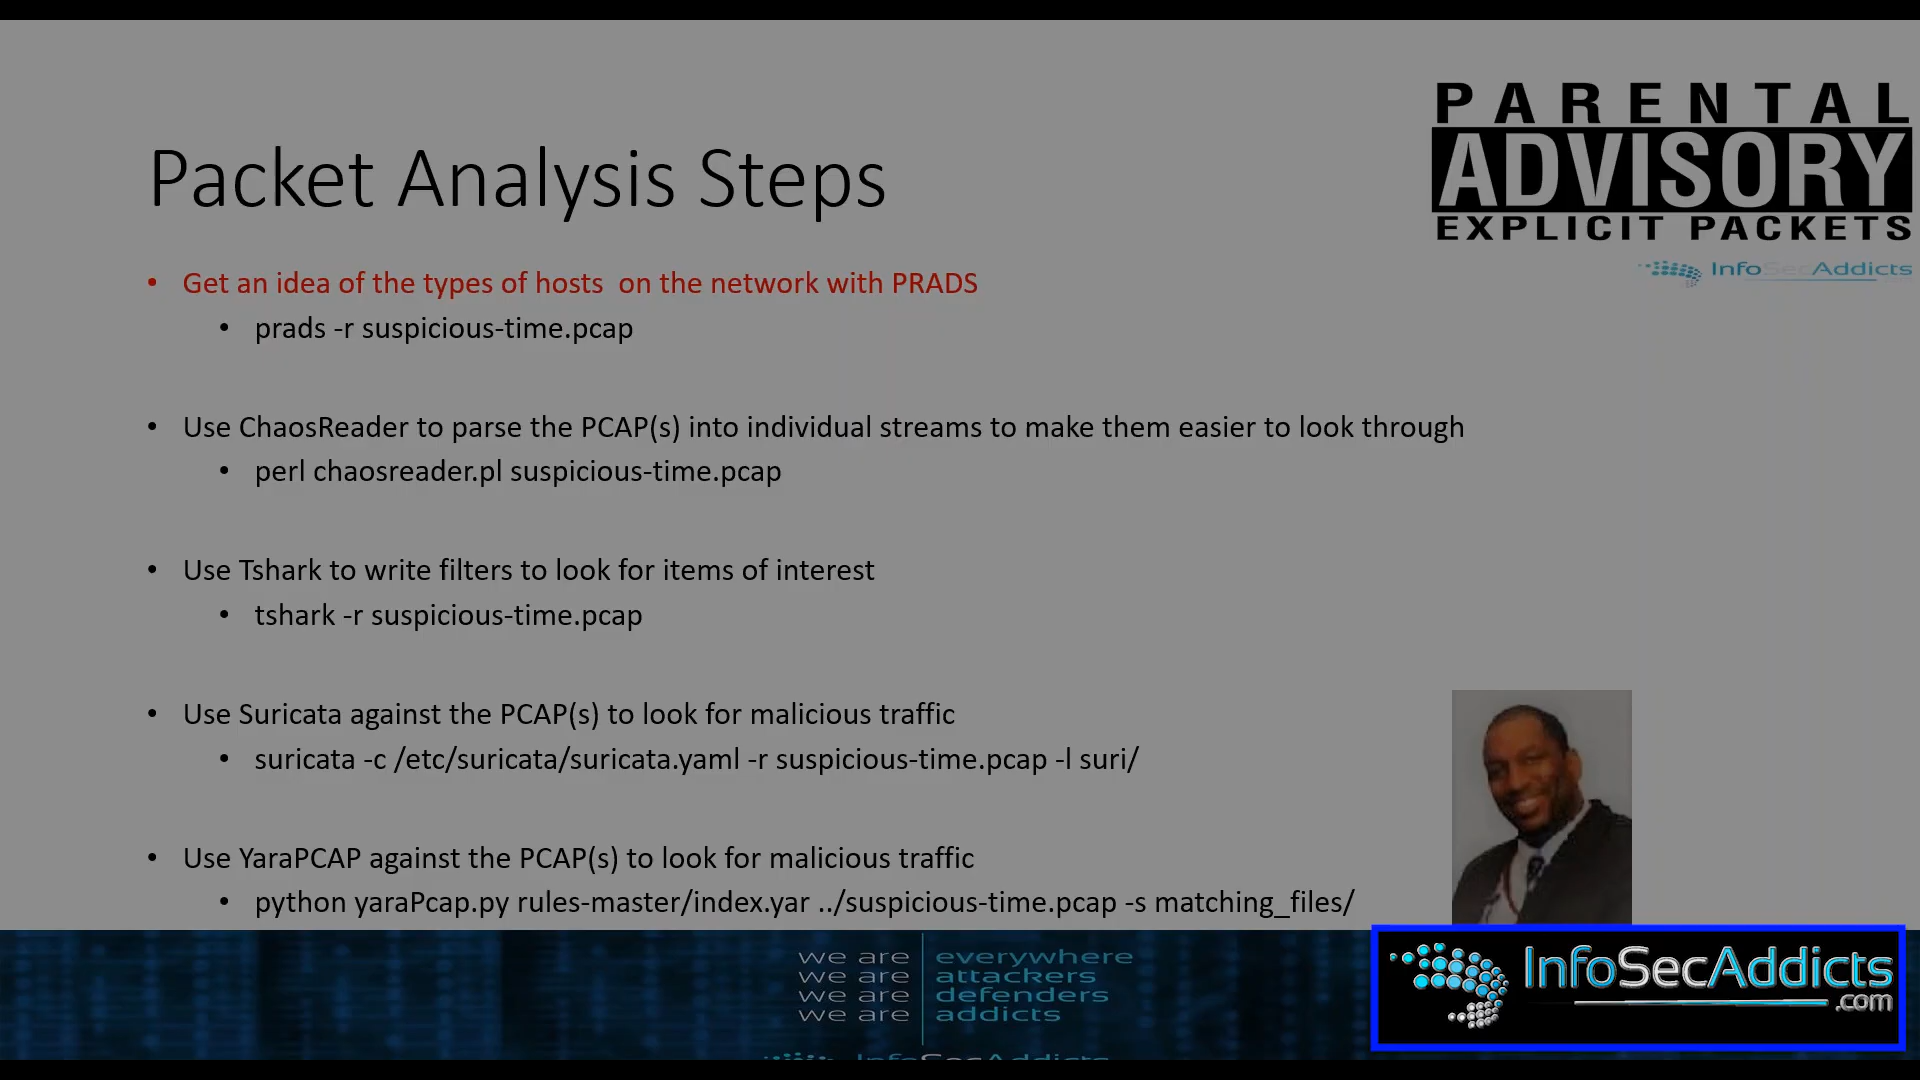 PARENTAL
ADVISORY
EXPLICIT PACKETS
InfoSecAddicts
Packet Analysis Steps
• Get an idea of the types of hosts  on the network with PRADS
• prads -r suspicious-time.pcap
• Use ChaosReader to parse the PCAP(s) into individual streams to make them easier to look through
• perl chaosreader.pl suspicious-time.pcap
• Use Tshark to write filters to look for items of interest
• tshark -r suspicious-time.pcap
• Use Suricata against the PCAP(s) to look for malicious traffic
• suricata -c /etc/suricata/suricata.yaml -r suspicious-time.pcap -l suri/
• Use YaraPCAP against the PCAP(s) to look for malicious traffic
• python yaraPcap.py rules-master/index.yar ../suspicious-time.pcap -s matching_files/
we are everywhere
we are attackers
we are defenders
we are addicts
InfoSecAddicts
InfoSecAddicts
.com